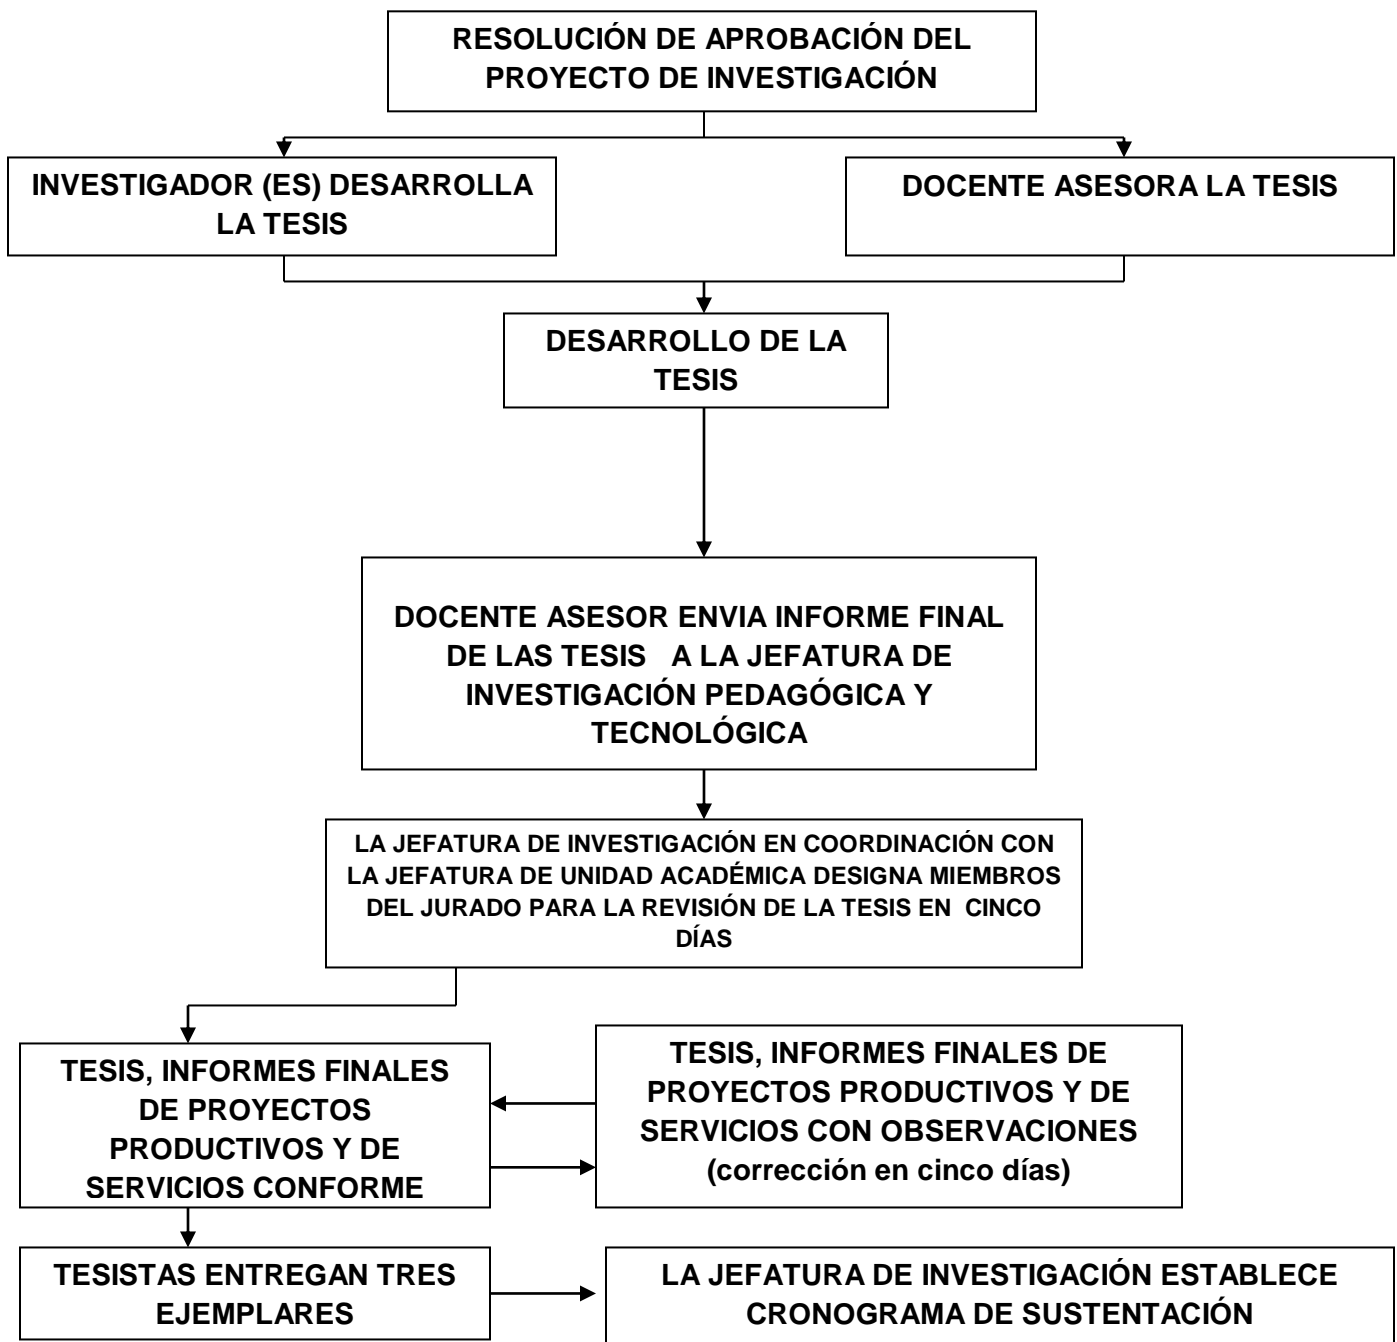 RESOLUCIÓN DE APROBACIÓN DEL
PROYECTO DE INVESTIGACIÓN
INVESTIGADOR (ES) DESARROLLA
LA TESIS
DOCENTE ASESORA LA TESIS
DESARROLLO DE LA
TESIS
DOCENTE ASESOR ENVIA INFORME FINAL
DE LAS TESIS   A LA JEFATURA DE
INVESTIGACIÓN PEDAGÓGICA Y
TECNOLÓGICA
LA JEFATURA DE INVESTIGACIÓN EN COORDINACIÓN CON
LA JEFATURA DE UNIDAD ACADÉMICA DESIGNA MIEMBROS
DEL JURADO PARA LA REVISIÓN DE LA TESIS EN  CINCO
DÍAS
TESIS, INFORMES FINALES
DE PROYECTOS
PRODUCTIVOS Y DE
SERVICIOS CONFORME
TESIS, INFORMES FINALES DE
PROYECTOS PRODUCTIVOS Y DE
SERVICIOS CON OBSERVACIONES
(corrección en cinco días)
TESISTAS ENTREGAN TRES
EJEMPLARES
LA JEFATURA DE INVESTIGACIÓN ESTABLECE
CRONOGRAMA DE SUSTENTACIÓN